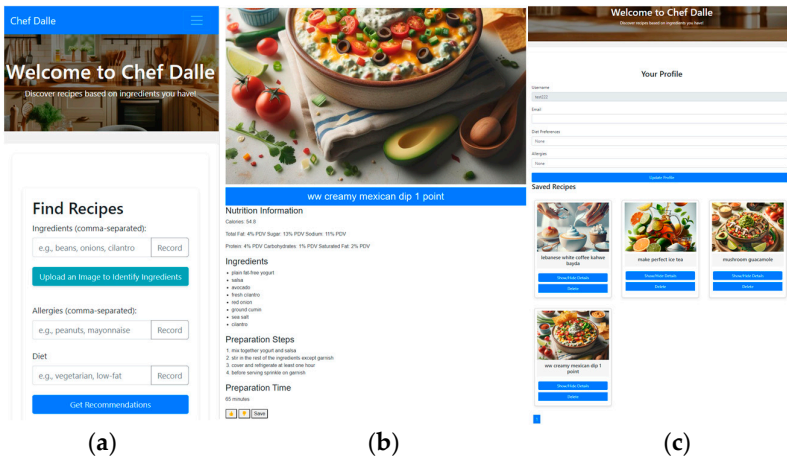 Chef Dalle
Welcome to Chef Dalle
Discover recipes based on ingredients you have!
Find Recipes
Ingredients (comma-separated):
e.g., beans, onions, cilantro
Record
Upload an Image to Identify Ingredients
Allergies (comma-separated):
e.g., peanuts, mayonnaise
Record
Diet
e.g., vegetarian, low-fat
Record
Get Recommendations
(a)
ww creamy mexican dip 1 point
Nutrition Information
Calories: 54.9
Total Fat: 4% PDV Sugar: 13% PDV Sodium: 11% PDV
Protein: 4% PDV Carbohydrates: 1% PDV Saturated Fat: 2% PDV
Ingredients
plain fat-free yogurt
salsa
avocado
fresh cilantro
red onion
ground cumin
sea salt
cilantro
Preparation Steps
1. mix together yogurt and salsa
2. stir in the rest of the ingredients except garnish
3. cover and refrigerate at least one hour
4. before serving sprinkle on garnish
Preparation Time
65 minutes
Save
(b)
Welcome to Chef Dalle
Discover recipes based on ingredients you have!
Your Profile
Username
Email
Diet Preferences
None
Allergies
None
Update Profile
Saved Recipes
lebanese white coffee kahwe bayda
Show/Hide Details
Delete
make perfect ice tea
Show/Hide Details
Delete
mushroom guacamole
Show/Hide Details
Delete
ww creamy mexican dip 1
point
Show/Hide Details
Delete
(c)